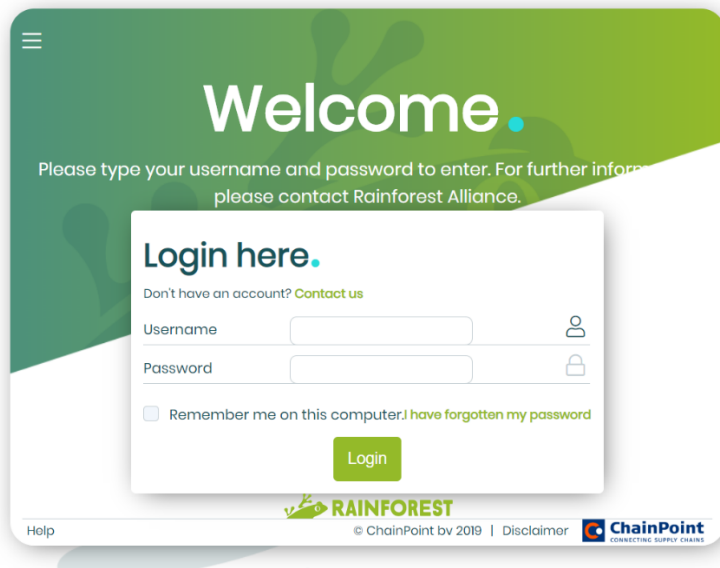 Welcome.
Please type your username and password to enter. For further
please contact Rainforest Alliance.
Login here.
Don't have an account? Contact us
Username
Password
Remember me on this computer.I have forgotten my password
Login
RAINFOREST
Help
© ChainPoint bv 2019 | Disclaimer
ChainPoint
CONNECTING SUPPLY CHAINS